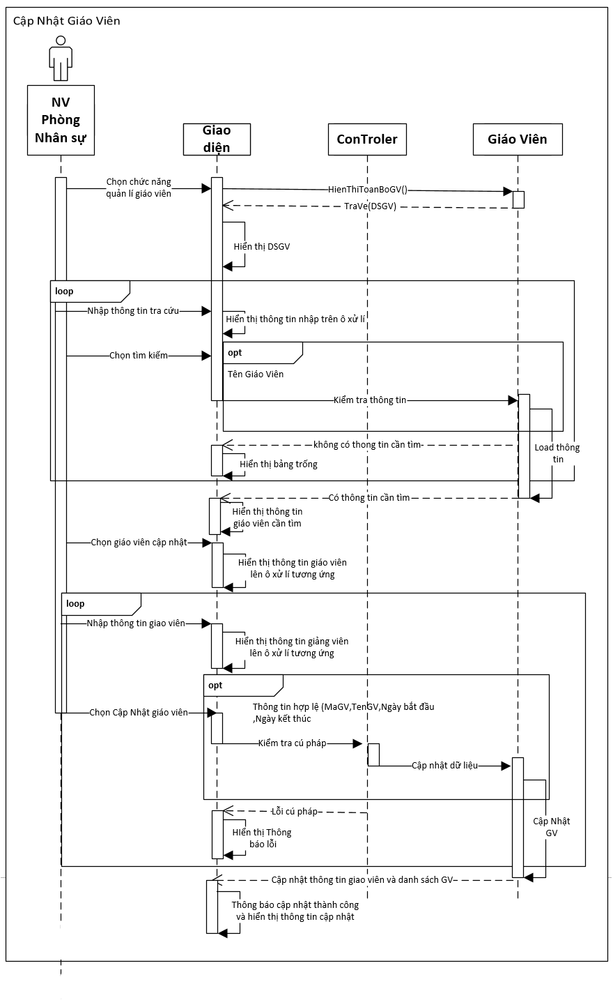 Cập Nhật Giáo Viên
NV
Phòng
Nhân sự
Giao
diện
ConTroler
Giáo Viên
Chọn chức năng
quản lí giáo viên
HienThiToanBoGV()
TraVe(DSGV)
Hiển thị DSGV
loop
Nhập thông tin tra cứu
Hiển thị thông tin nhập trên ô xử lí
opt
Chọn tìm kiếm
Tên Giáo Viên
Kiểm tra thông tin
không có thong tin cần tìm
Load thông
tin
Hiển thị bảng trống
Có thông tin cần tìm
Hiển thị thông tin
giáo viên cần tìm
Chọn giáo viên cập nhật
Hiển thị thông tin giáo viên
lên ô xử lí tương ứng
loop
Nhập thông tin giao viên
Hiển thị thông tin giảng viên
lên ô xử lí tương ứng
opt
Chọn Cập Nhật giáo viên
Thông tin hợp lệ (MaGV,TenGV,Ngày bắt đầu
,Ngày kết thúc
Kiểm tra cú pháp
Cập nhật dữ liệu
Lỗi cú pháp
Cập Nhật
GV
HIển thị Thông
báo lỗi
Cập nhật thông tin giao viên và danh sách GV
Thông báo cập nhật thành công
và hiển thị thông tin cập nhật